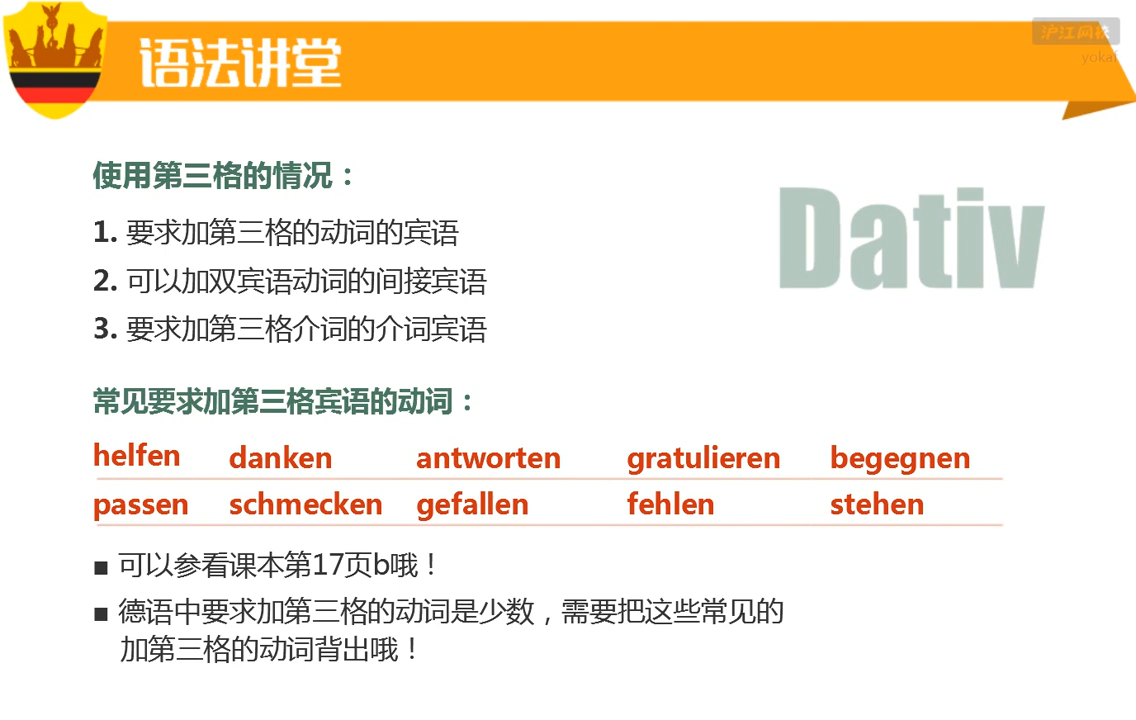 语法讲堂
沪江网校
yokai
使用第三格的情况：
Dativ
1. 要求加第三格的动词的宾语
2. 可以加双宾语动词的间接宾语
3. 要求加第三格介词的介词宾语
常见要求加第三格宾语的动词：
helfen danken antworten gratulieren begegnen
passen schmecken gefallen fehlen stehen
▪ 可以参看课本第17页b哦！
▪ 德语中要求加第三格的动词是少数，需要把这些常见的
加第三格的动词背出哦！